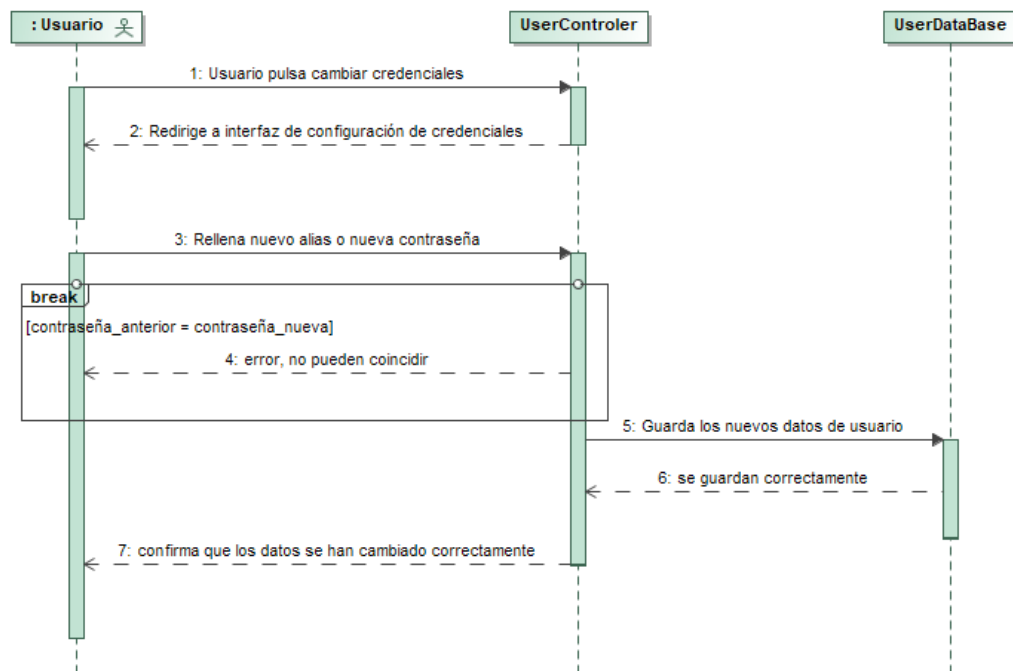 : Usuario
UserControler
UserDataBase
1: Usuario pulsa cambiar credenciales
2: Redirige a interfaz de configuración de credenciales
3: Rellena nuevo alias o nueva contraseña
break
[contraseña_anterior = contraseña_nueva]
4: error, no pueden coincidir
5: Guarda los nuevos datos de usuario
6: se guardan correctamente
7: confirma que los datos se han cambiado correctamente